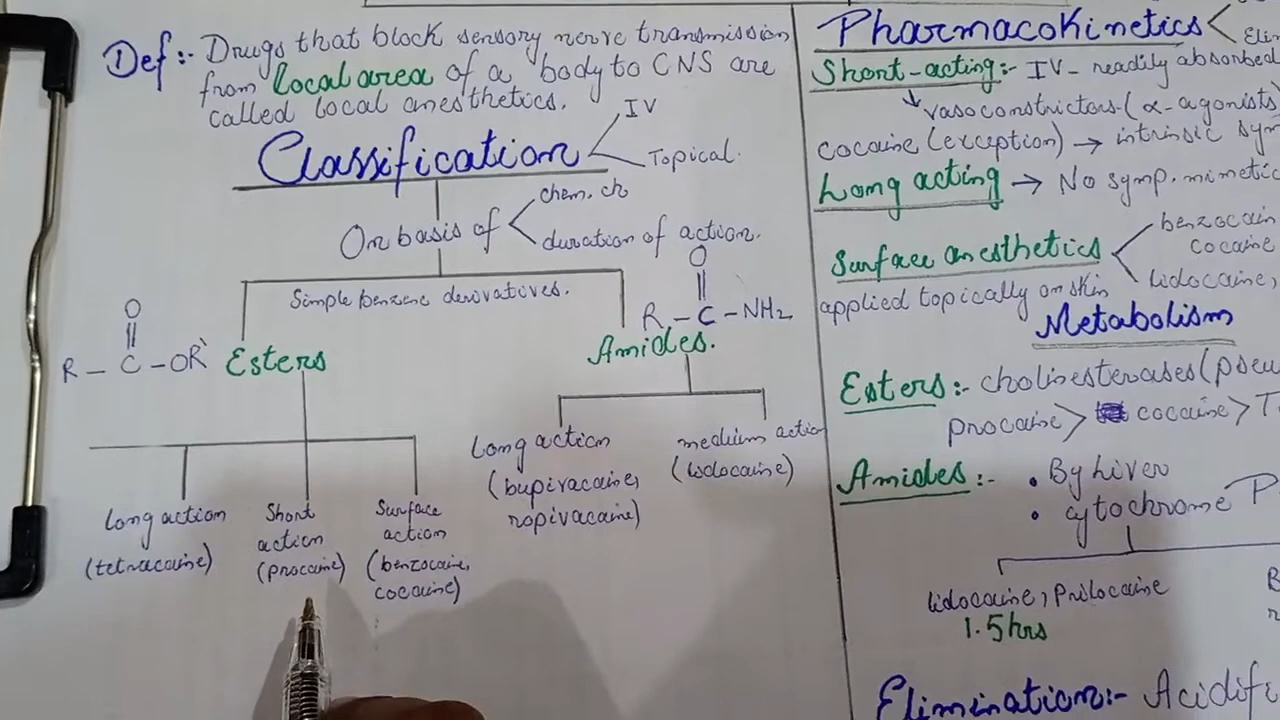 Def:- Drugs that block sensory nerve transmission
from local area of a body to CNS are
called local anesthetics.
IV
Classification
Topical.
chem. ch
On basis of
duration of action.
Simple benzene derivatives.
O
||
R - C - OR'
Esters
O
||
R - C - NH2
Amides.
Long action
(tetracaine)
Short
action
(procaine)
Surface
action
(benzocaine,
cocaine)
Long action
(bupivacaine,
ropivacaine)
medium action
(lidocaine)
Pharmacokinetics
Short-acting:- IV- readily absorbed
vasoconstrictors (α-agonists)
cocaine (exception) → intrinsic sym
Long acting → No symp. mimetic
Surface anesthetics
benzocain
cocaine
lidocaine,
applied topically on skin
Metabolism
Esters:- cholinesterases (pseu
procaine > cocaine > T
Amides:-
• By liver
• cytochrome P
lidocaine, prilocaine
1.5 hrs
Elimination:- Acidif